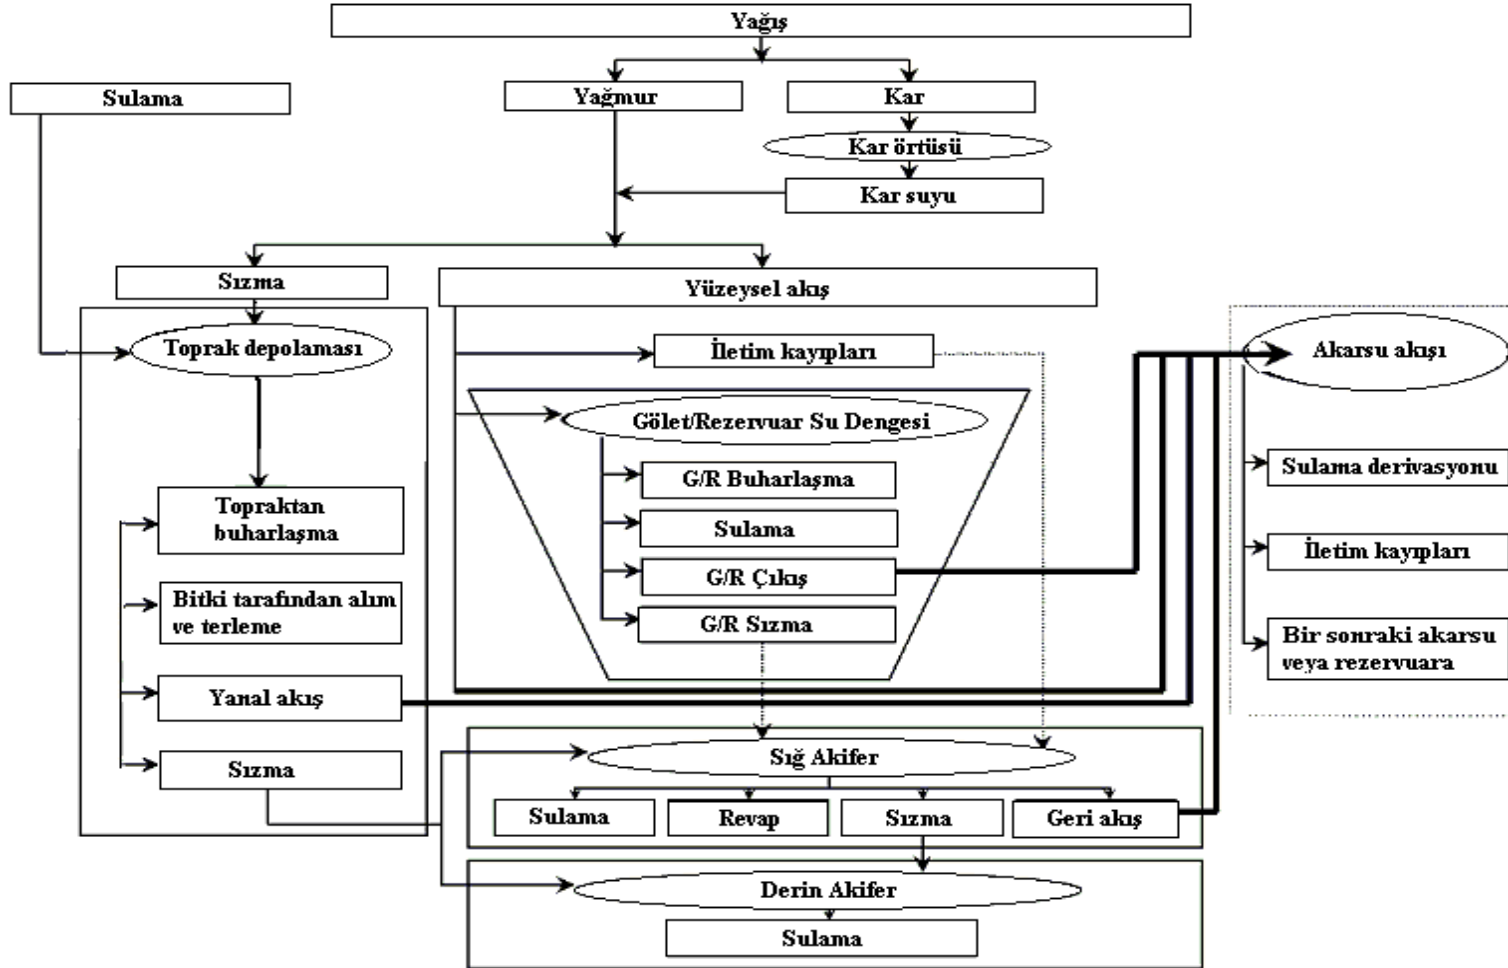 Yağış
Sulama
Yağmur
Kar
Kar örtüsü
Kar suyu
Sızma
Yüzeysel akış
Toprak depolaması
İletim kayıpları
Akarsu akışı
Gölet/Rezervuar Su Dengesi
G/R Buharlaşma
Sulama
G/R Çıkış
G/R Sızma
Topraktan
buharlaşma
Bitki tarafından alım
ve terleme
Yanal akış
Sızma
Sulama derivasyonu
İletim kayıpları
Bir sonraki akarsu
veya rezervuara
Sığ Akifer
Sulama
Revap
Sızma
Geri akış
Derin Akifer
Sulama